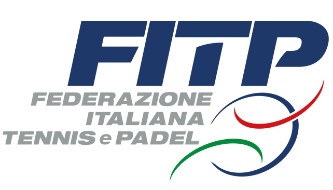 FITP
FEDERAZIONE
ITALIANA
TENNIS e PADEL